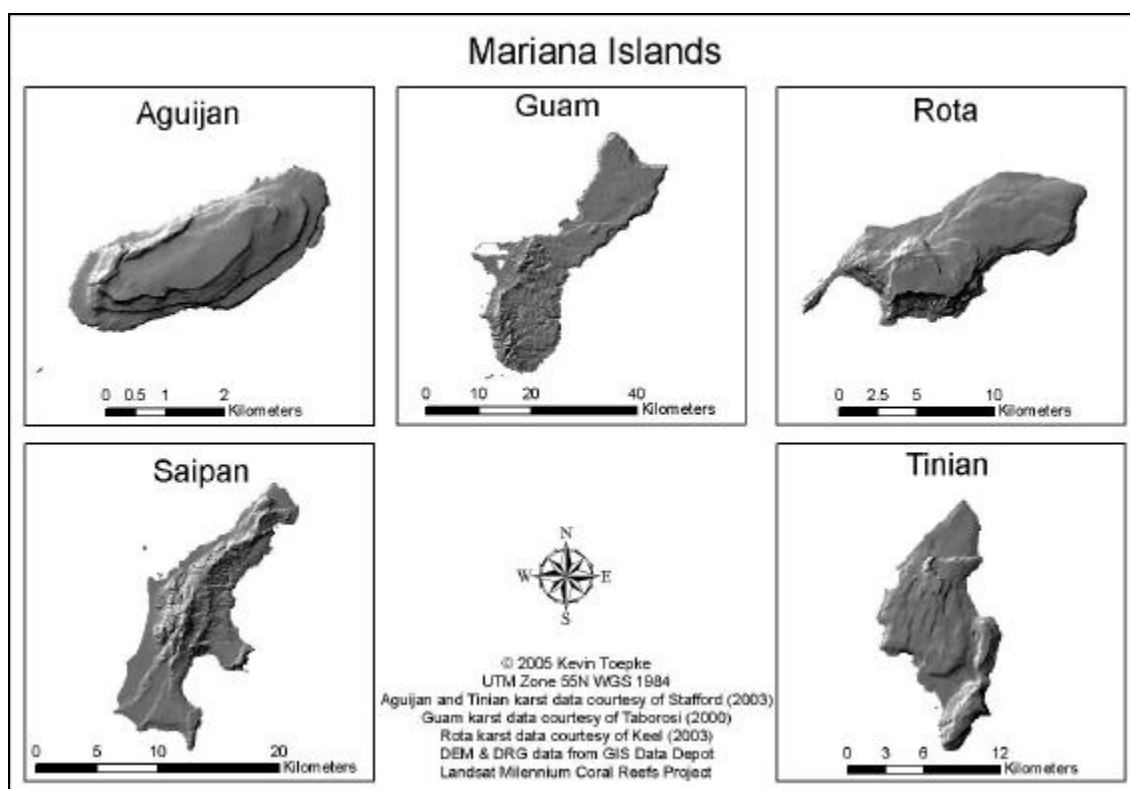 Mariana Islands
Aguijan
0 0.5 1 2
Kilometers
Guam
0 10 20 40
Kilometers
Rota
0 2.5 5 10
Kilometers
Saipan
0 5 10 20
Kilometers
N
W E
S
© 2005 Kevin Toepke
UTM Zone 55N WGS 1984
Aguijan and Tinian karst data courtesy of Stafford (2003)
Guam karst data courtesy of Taborosi (2000)
Rota karst data courtesy of Keel (2003)
DEM & DRG data from GIS Data Depot
Landsat Milennium Coral Reefs Project
Tinian
0 3 6 12
Kilometers